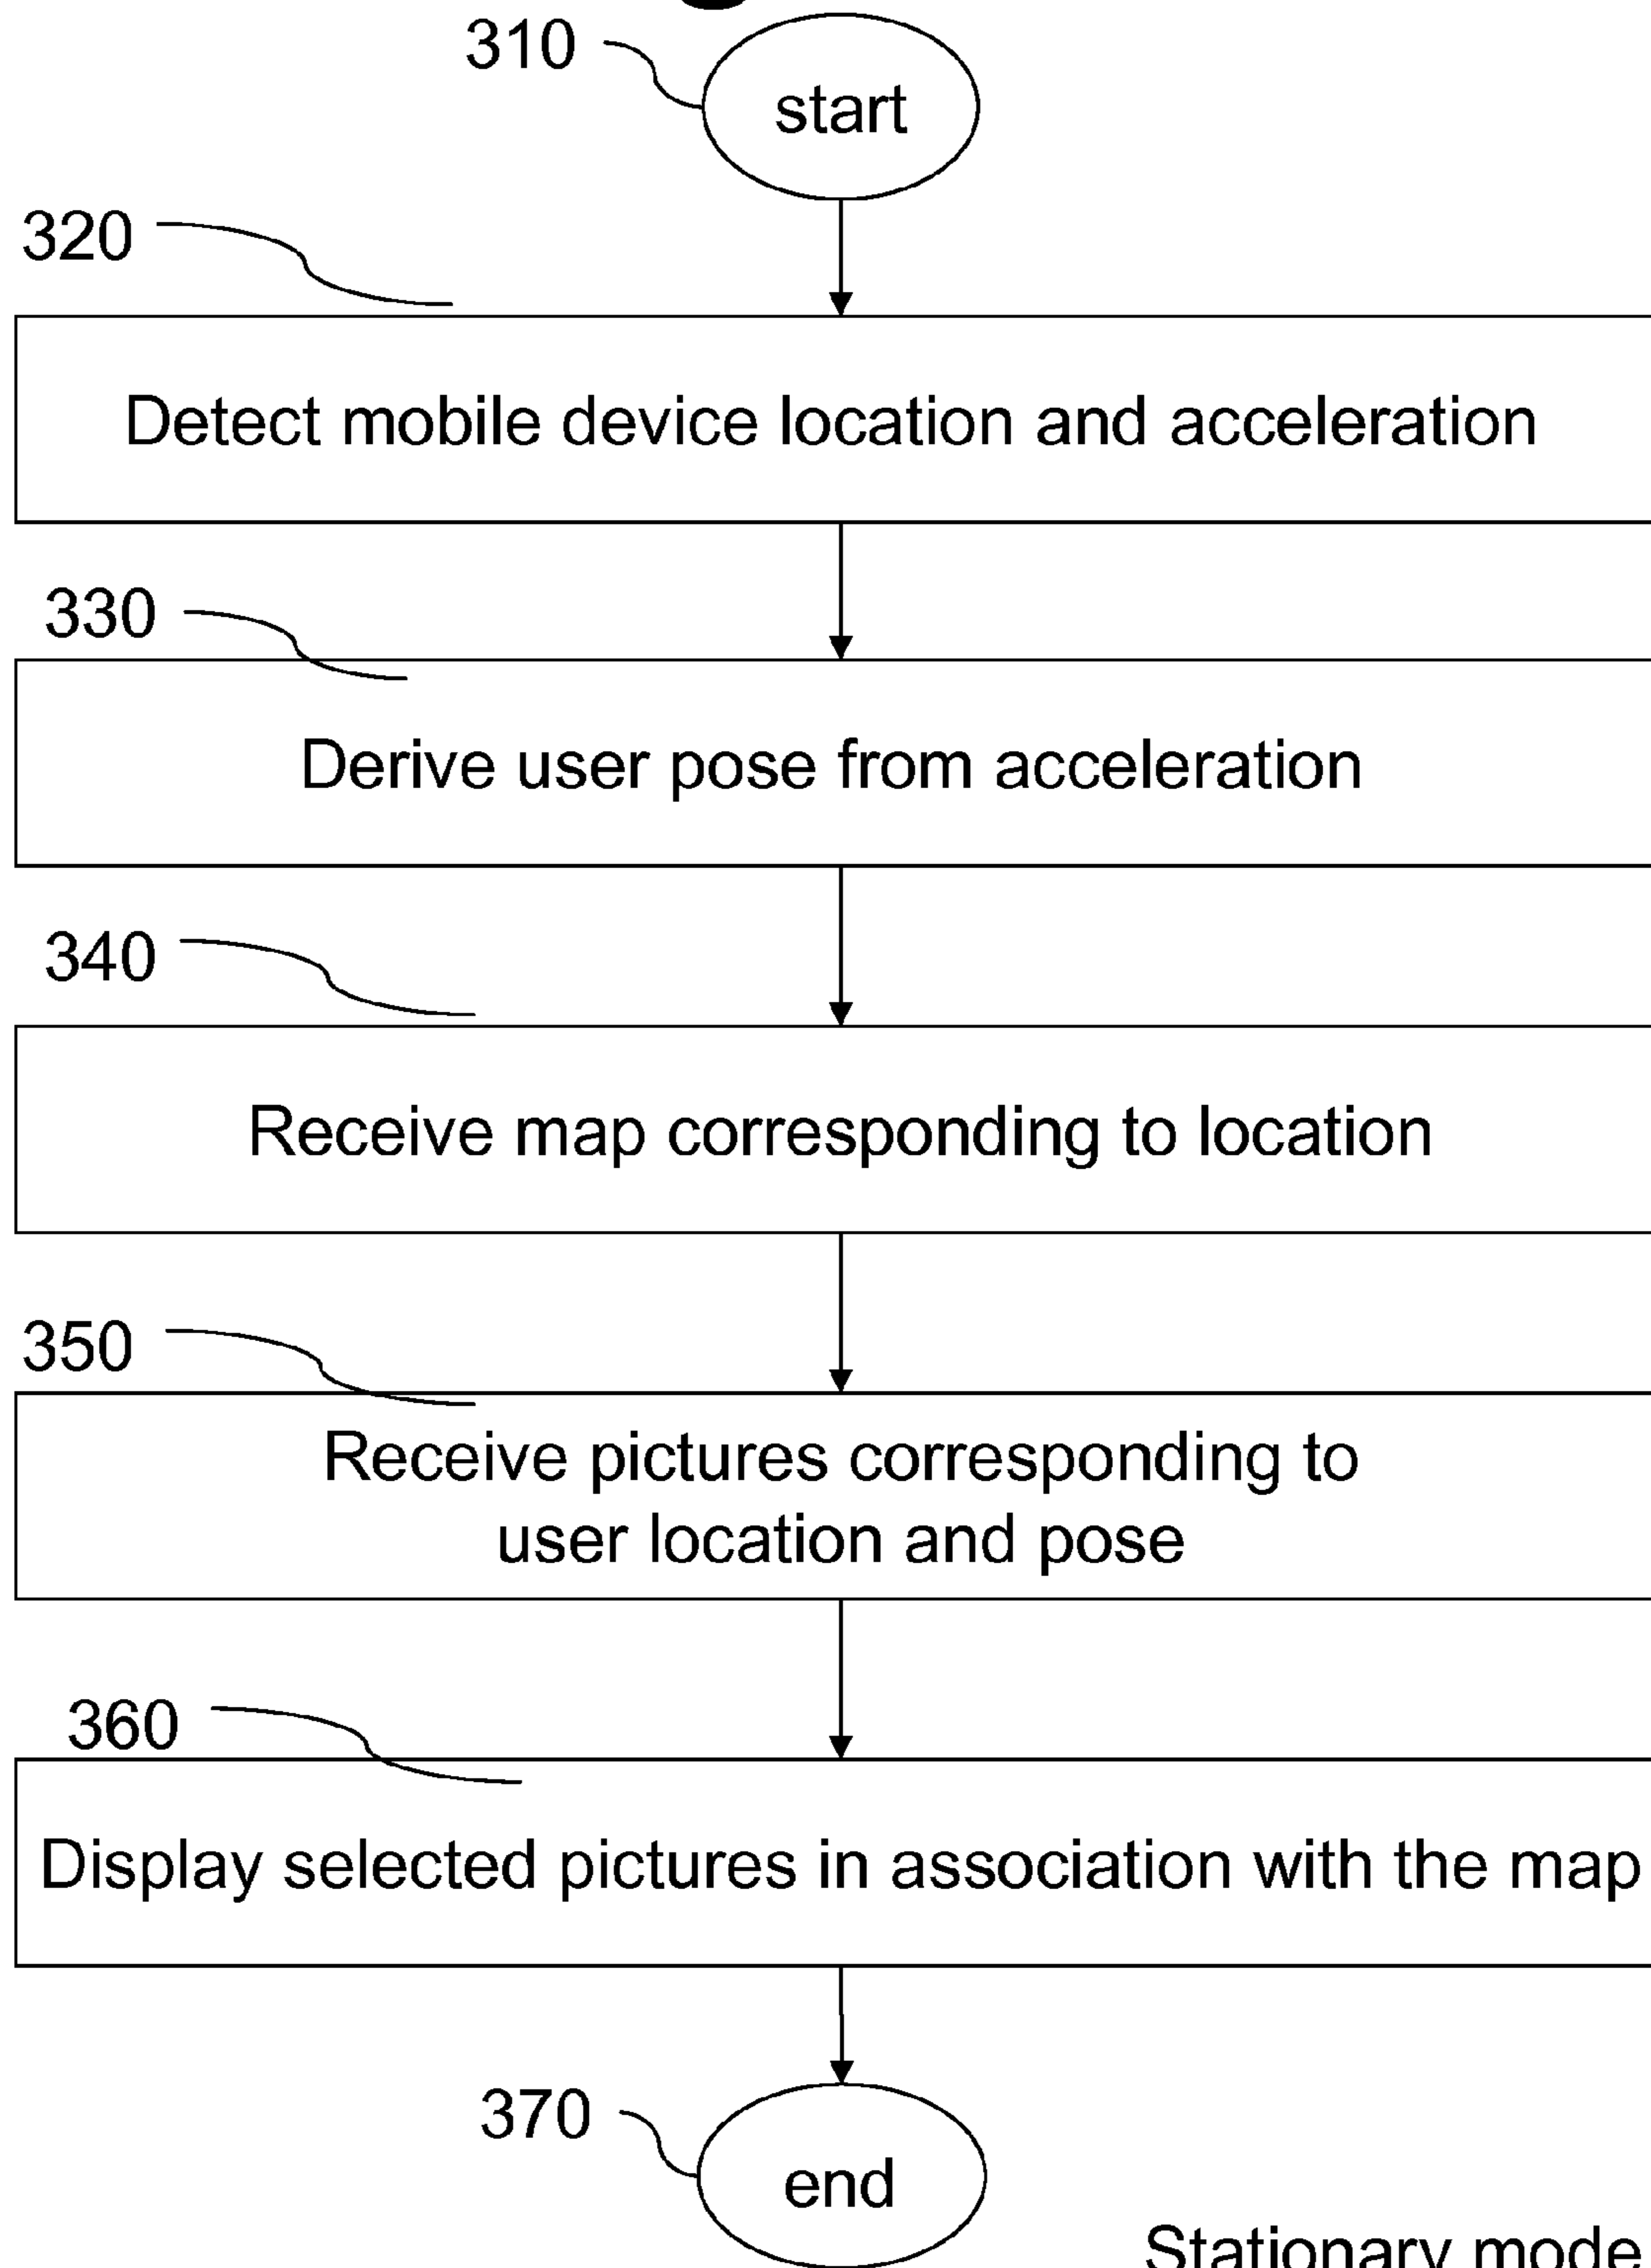 310
start
320
Detect mobile device location and acceleration
330
Derive user pose from acceleration
340
Receive map corresponding to location
350
Receive pictures corresponding to
user location and pose
360
Display selected pictures in association with the map
370
end
Stationary mode